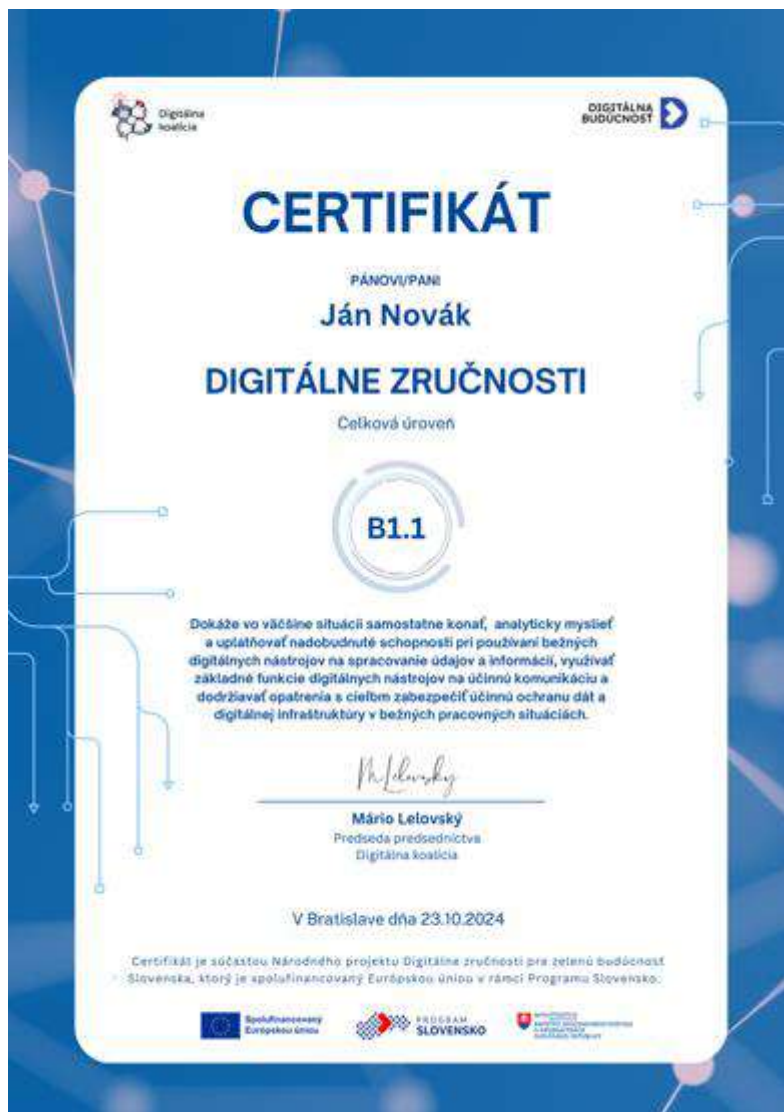 Digitálna
koalícia
DIGITÁLNA
BUDÚCNOSŤ
CERTIFIKÁT
PÁNOVI/PANI
Ján Novák
DIGITÁLNE ZRUČNOSTI
Celková úroveň
B1.1
Dokáže vo väčšine situácií samostatne konať, analyticky myslieť
a uplatňovať nadobudnuté schopnosti pri používaní bežných
digitálnych nástrojov na spracovanie údajov a informácií, využívať
základné funkcie digitálnych nástrojov na účinnú komunikáciu a
dodržiavať opatrenia s cieľom zabezpečiť účinnú ochranu dát a
digitálnej infraštruktúry v bežných pracovných situáciách.
MLelovsky
Mário Lelovský
Predseda predsedníctva
Digitálna koalícia
V Bratislave dňa 23.10.2024
Certifikát je súčasťou Národného projektu Digitálne zručnosti pre zelenú budúcnosť
Slovenska, ktorý je spolufinancovaný Európskou úniou v rámci Programu Slovensko.
Spolufinancovaný
Európskou úniou
PROGRAM
SLOVENSKO